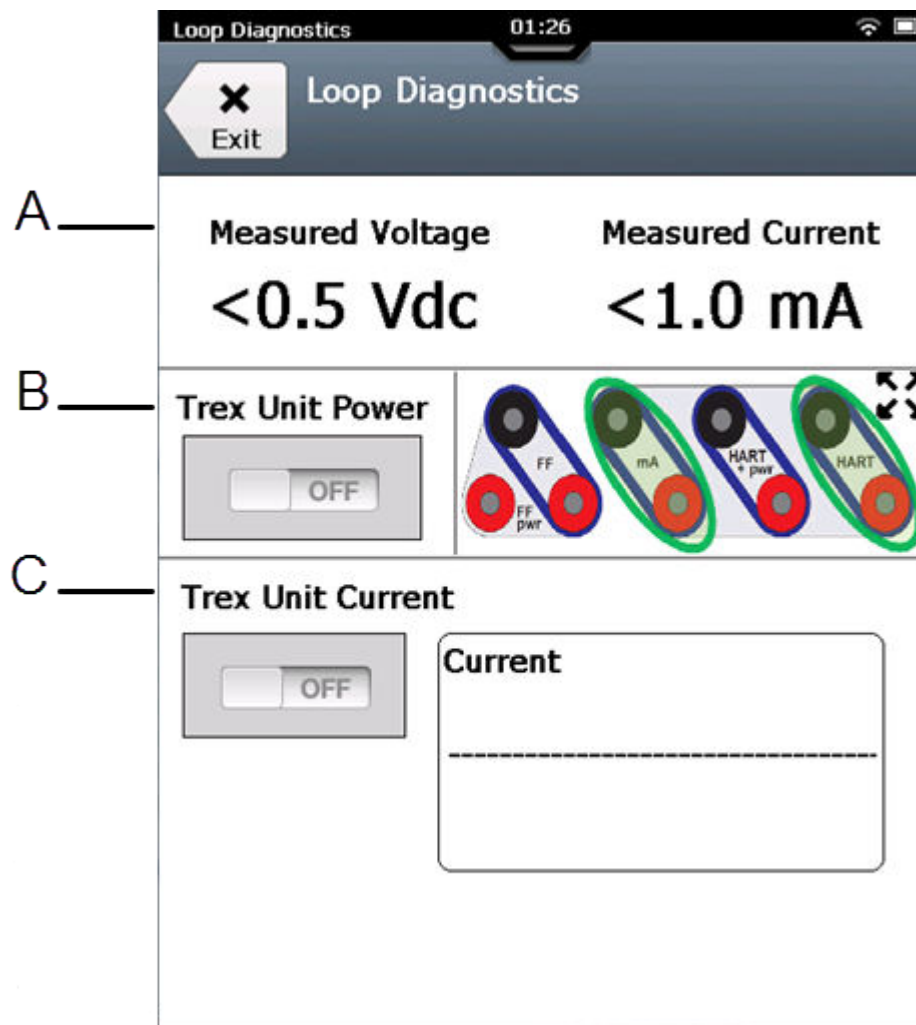 Loop Diagnostics 01:26
Loop Diagnostics
Exit
A
Measured Voltage Measured Current
<0.5 Vdc <1.0 mA
B
Trex Unit Power
OFF
FF
FF pwr
mA
HART + pwr
HART
C
Trex Unit Current
OFF
Current
--------------------------------